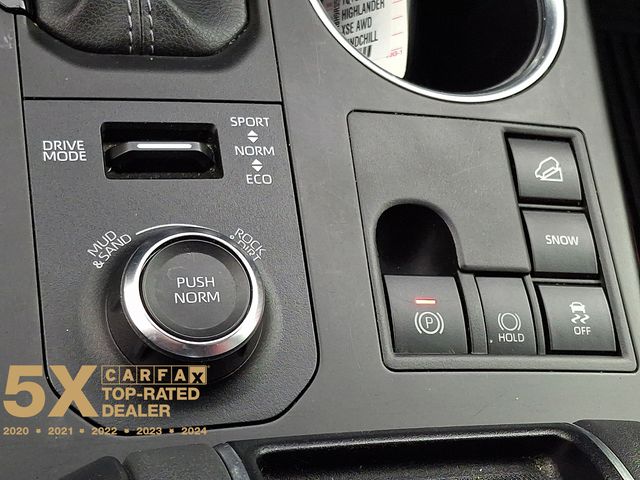 HIGHLANDER
XSE AWD
SPORT
DRIVE
MODE
NORM
ECO
MUD
&SAND
ROCK
&DIRT
PUSH
NORM
SNOW
P
HOLD
OFF
5X
CARFAX
TOP-RATED
DEALER
2020 • 2021 • 2022 • 2023 • 2024